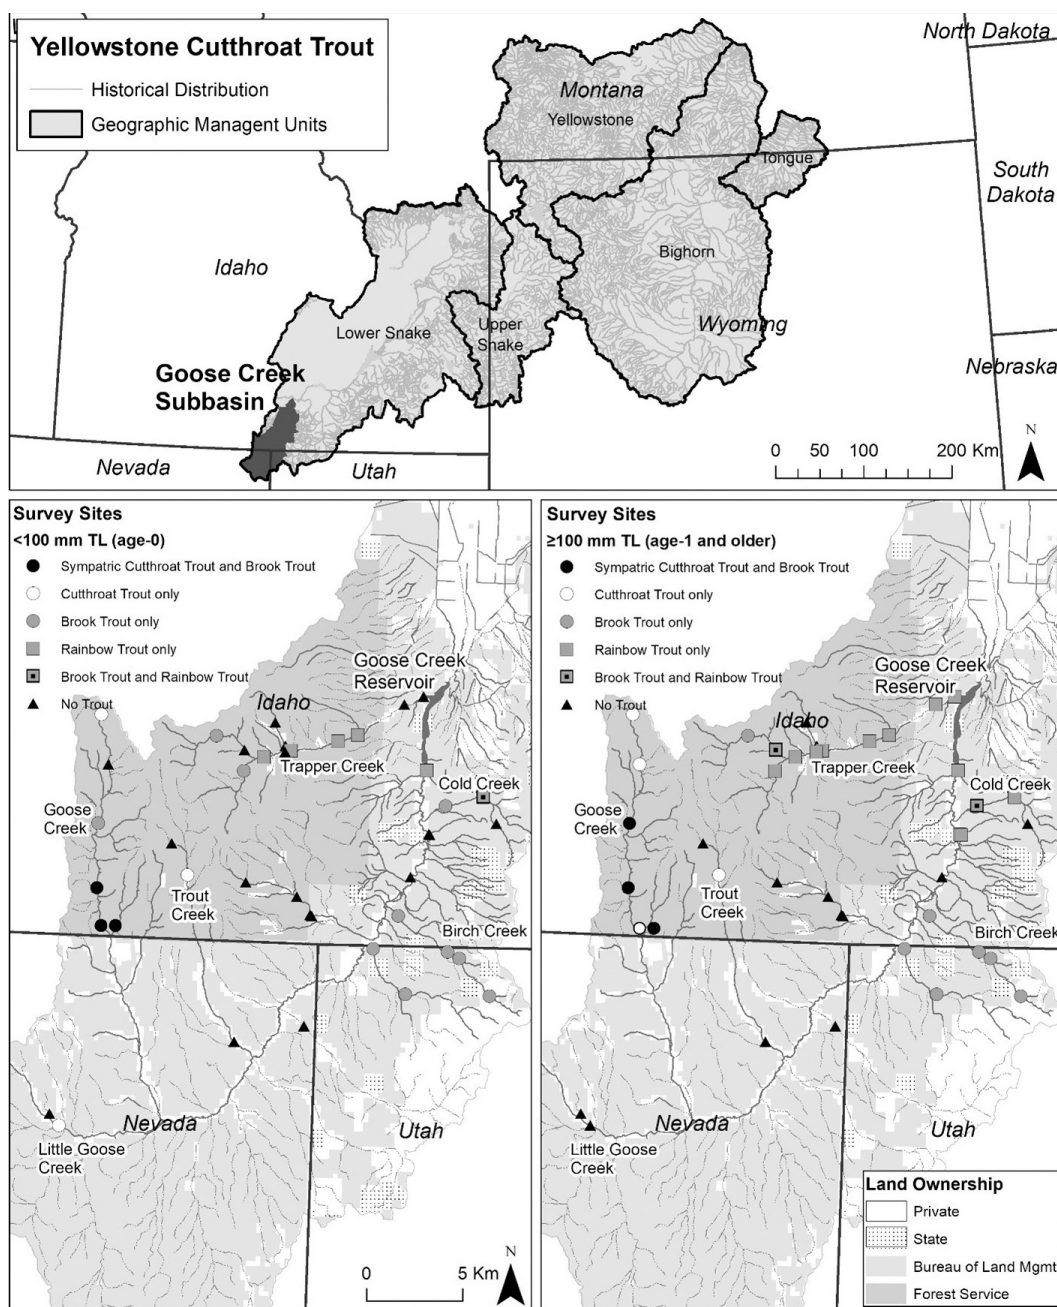 Yellowstone Cutthroat Trout
Historical Distribution
Geographic Managent Units
North Dakota
Montana
Yellowstone
Tongue
South
Dakota
Idaho
Bighorn
Lower Snake
Upper
Snake
Wyoming
Nebraska
Goose Creek
Subbasin
Nevada
Utah
N
0 50 100 200 Km
Survey Sites
<100 mm TL (age-0)
Sympatric Cutthroat Trout and Brook Trout
Cutthroat Trout only
Brook Trout only
Rainbow Trout only
Brook Trout and Rainbow Trout
No Trout
Goose Creek
Reservoir
Idaho
Trapper Creek
Cold Creek
Goose
Creek
Trout
Creek
Birch Creek
Nevada
Utah
Little Goose
Creek
N
0 5 Km
Survey Sites
≥100 mm TL (age-1 and older)
Sympatric Cutthroat Trout and Brook Trout
Cutthroat Trout only
Brook Trout only
Rainbow Trout only
Brook Trout and Rainbow Trout
No Trout
Goose Creek
Reservoir
Idaho
Trapper Creek
Cold Creek
Goose
Creek
Trout
Creek
Birch Creek
Nevada
Utah
Little Goose
Creek
Land Ownership
Private
State
Bureau of Land Mgmt
Forest Service